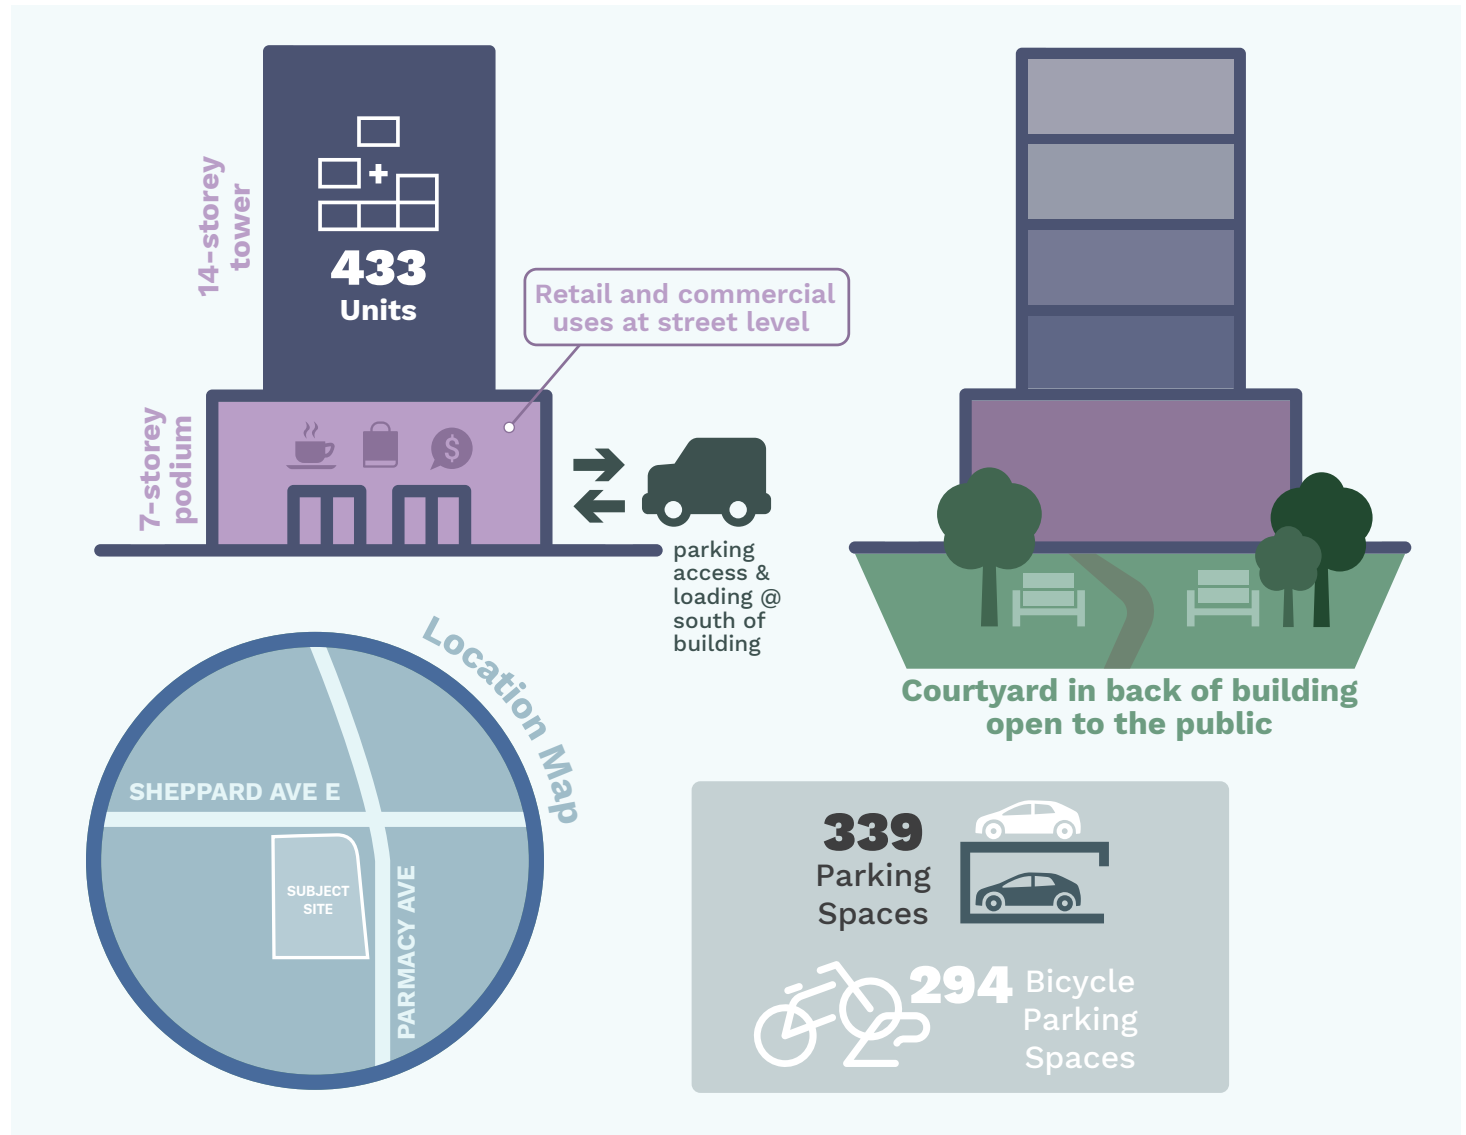 14-storey
tower
433
Units
Retail and commercial
uses at street level
7-storey
podium
$
parking
access &
loading @
south of
building
Courtyard in back of building
open to the public
Location Map
SHEPPARD AVE E
SUBJECT
SITE
PARMACY AVE
339
Parking
Spaces
294 Bicycle
Parking
Spaces